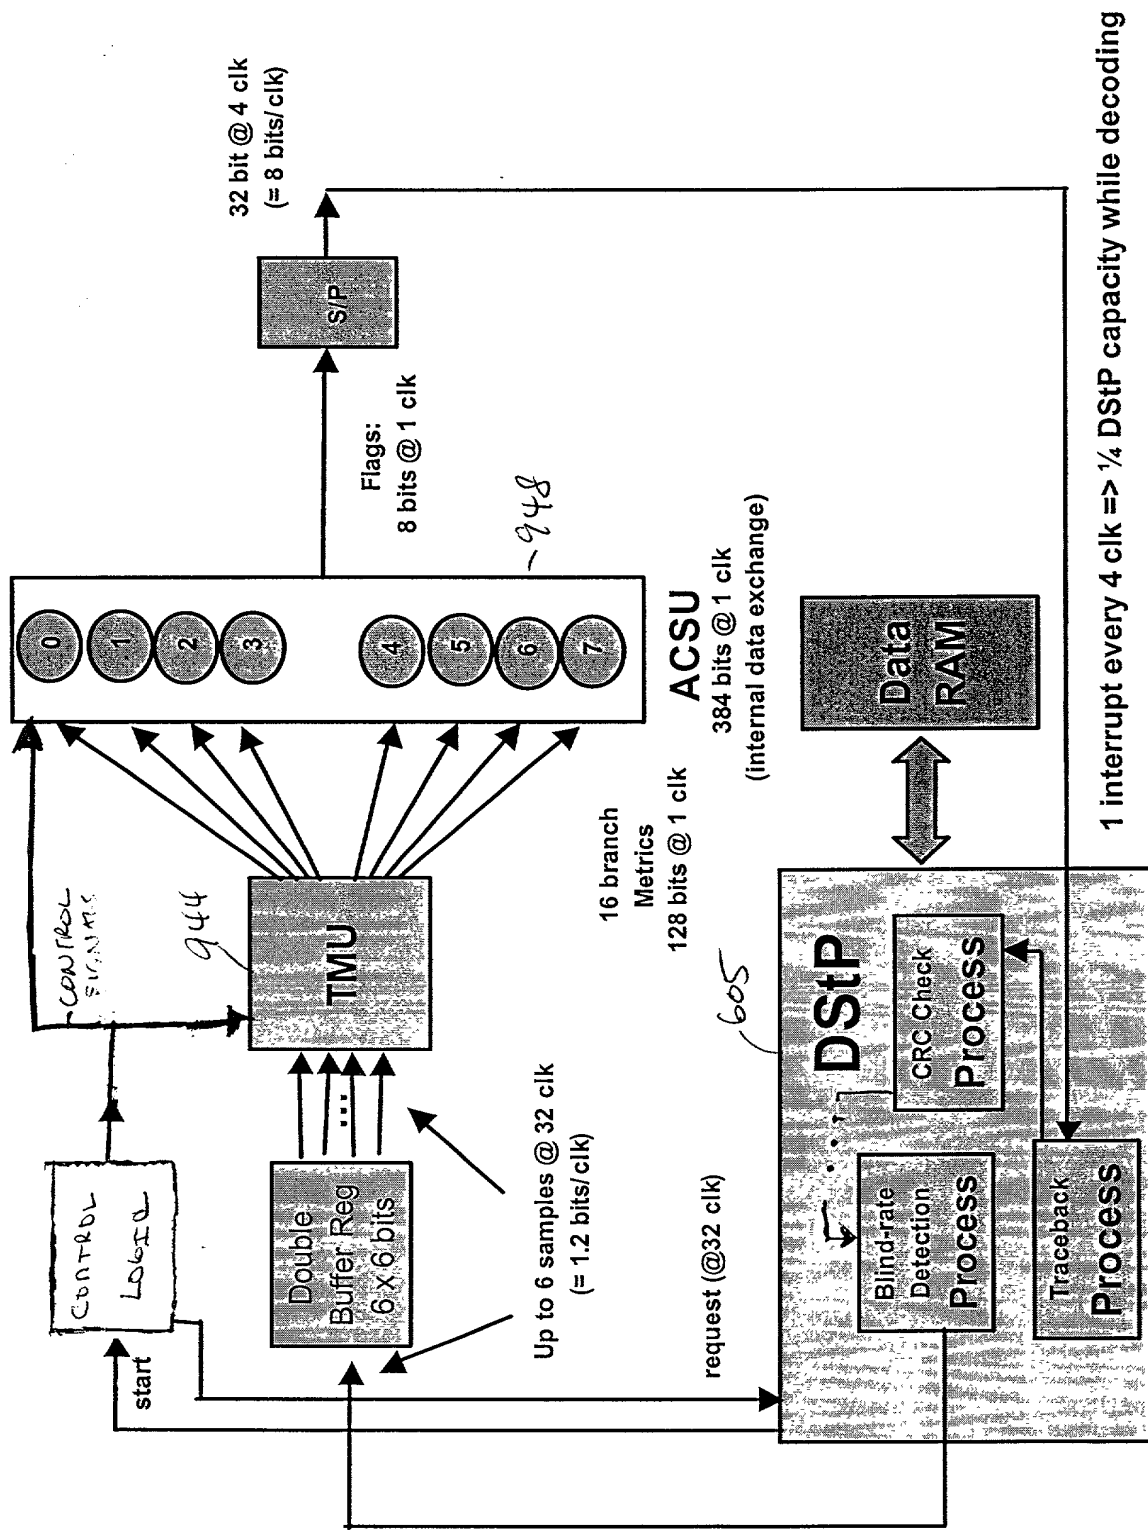 CONTROL
LOGIC
start
CONTROL
SIGNALS
944
Double
Buffer Reg
6 x 6 bits
...
TMU
0
1
2
3
4
5
6
7
~948
Flags:
8 bits @ 1 clk
S/P
32 bit @ 4 clk
(= 8 bits/ clk)
Up to 6 samples @ 32 clk
(= 1.2 bits/clk)
16 branch
Metrics
128 bits @ 1 clk
ACSU
384 bits @ 1 clk
(internal data exchange)
request (@32 clk)
605
DStP
Blind-rate
Detection
Process
CRC Check
Process
Traceback
Process
Data
RAM
1 interrupt every 4 clk => ¼ DStP capacity while decoding